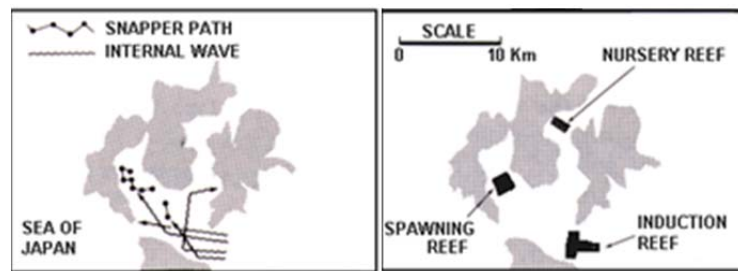 SNAPPER PATH
INTERNAL WAVE
SEA OF
JAPAN
SCALE
0 10 Km
NURSERY REEF
SPAWNING
REEF
INDUCTION
REEF